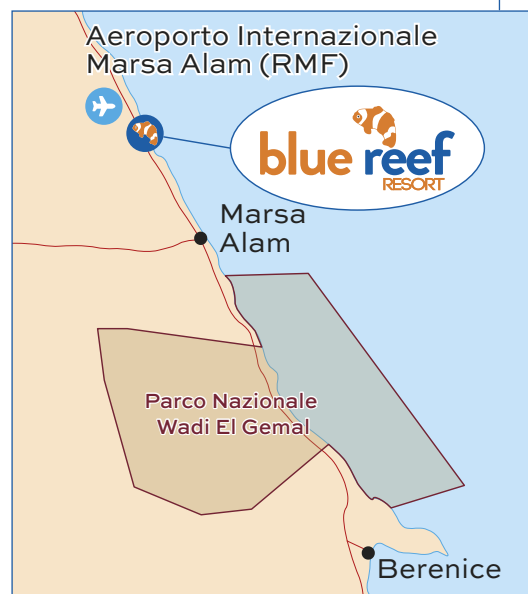 Aeroporto Internazionale
Marsa Alam (RMF)
blue reef
RESORT
Marsa
Alam
Parco Nazionale
Wadi El Gemal
Berenice